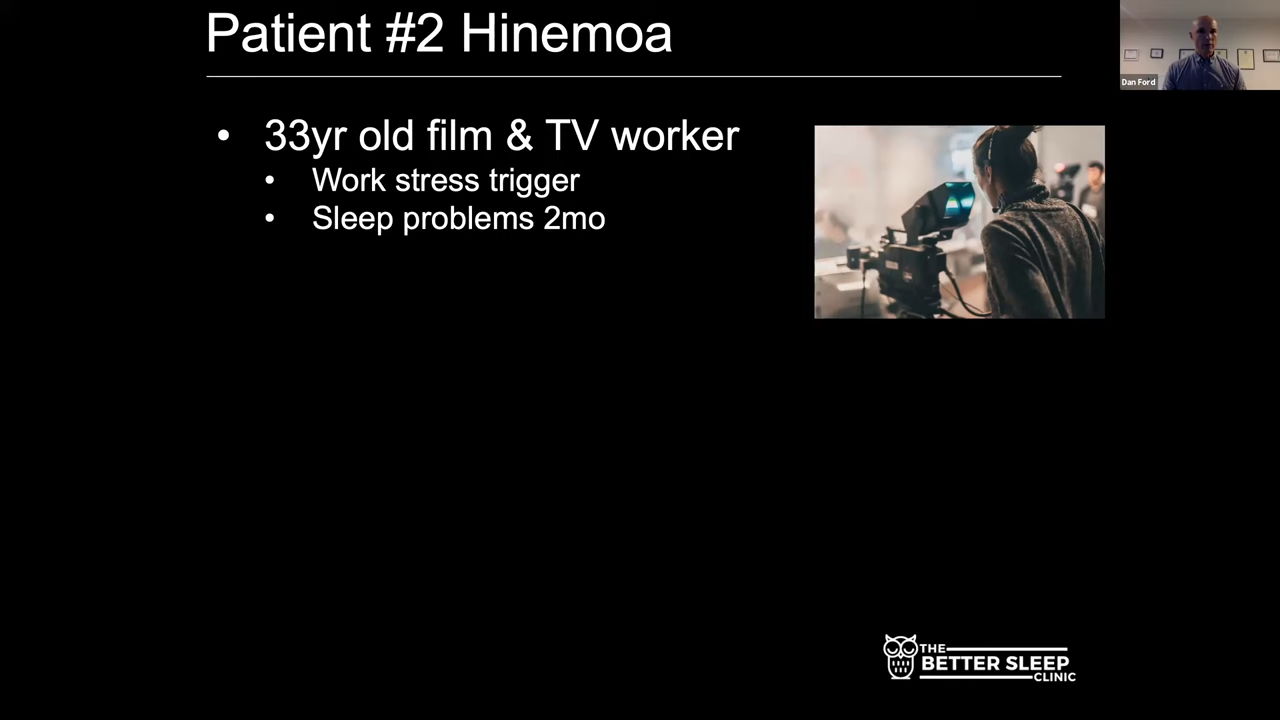 Patient #2 Hinemoa
Dan Ford
• 33yr old film & TV worker
• Work stress trigger
• Sleep problems 2mo
THE
BETTER SLEEP
CLINIC